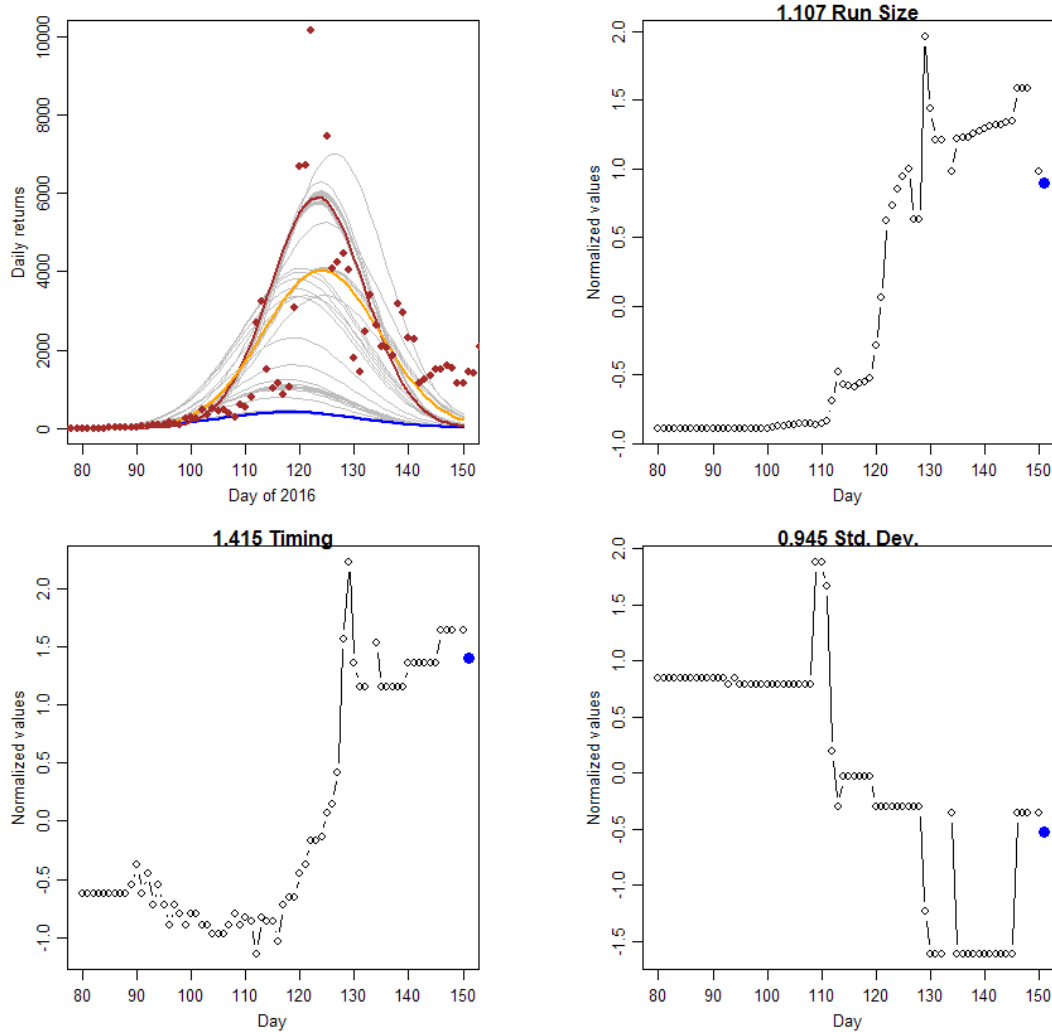 1.107 Run Size
Daily returns
0
2000
4000
6000
8000
10000
80 90 100 110 120 130 140 150
Day of 2016
Normalized values
-1.0
-0.5
0.0
0.5
1.0
1.5
2.0
80 90 100 110 120 130 140 150
Day
1.415 Timing
Normalized values
-1.0
-0.5
0.0
0.5
1.0
1.5
2.0
80 90 100 110 120 130 140 150
Day
0.945 Std. Dev.
Normalized values
-1.5
-1.0
-0.5
0.0
0.5
1.0
1.5
2.0
80 90 100 110 120 130 140 150
Day